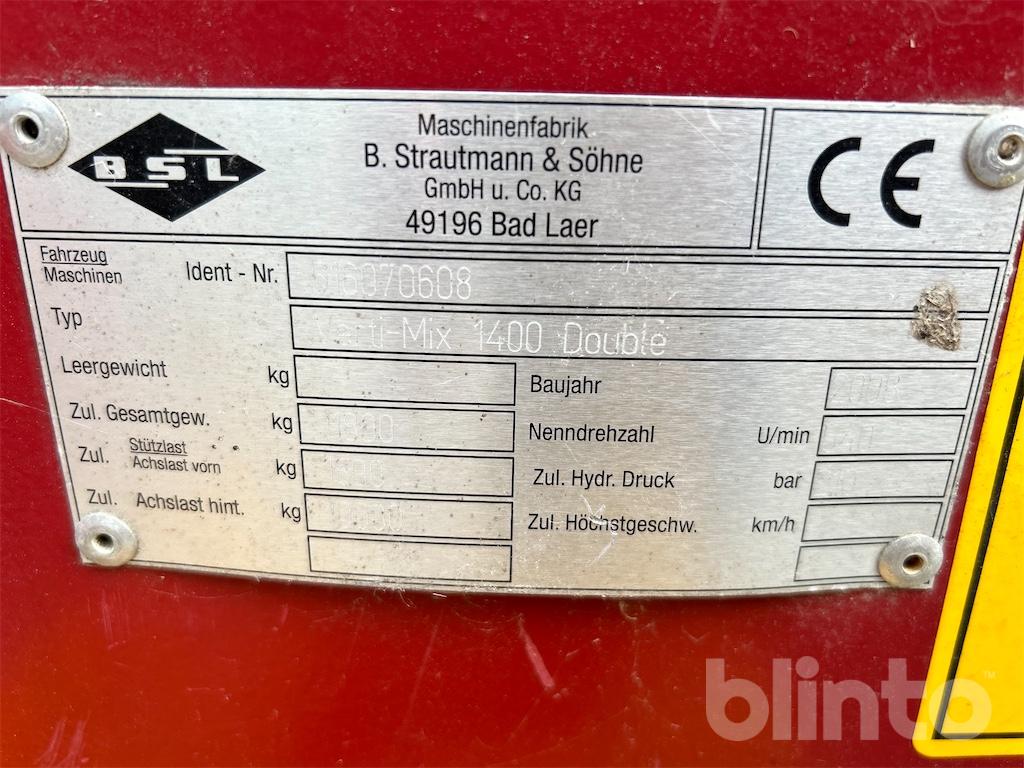 BSL
Maschinenfabrik
B. Strautmann & Söhne
GmbH u. Co. KG
49196 Bad Laer
CE
Fahrzeug
Maschinen
Ident - Nr.
Typ
1400 Double
Leergewicht kg
Baujahr
Zul. Gesamtgew. kg
Nenndrehzahl U/min
Zul. Stützlast
Achslast vorn kg
Zul. Hydr. Druck bar
Zul. Achslast hint. kg
Zul. Höchstgeschw. km/h
blinto